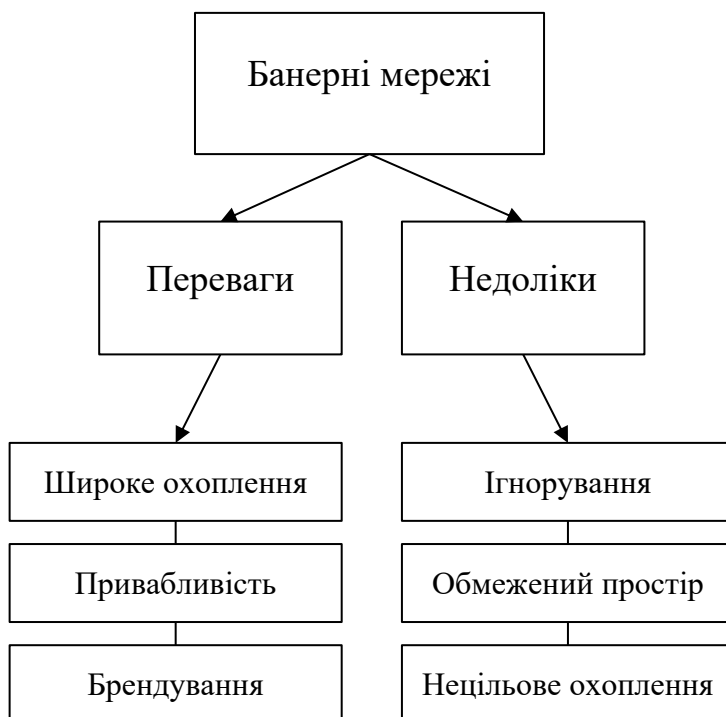 Банерні мережі
Переваги
Недоліки
Широке охоплення
Ігнорування
Привабливість
Обмежений простір
Брендування
Нецільове охоплення